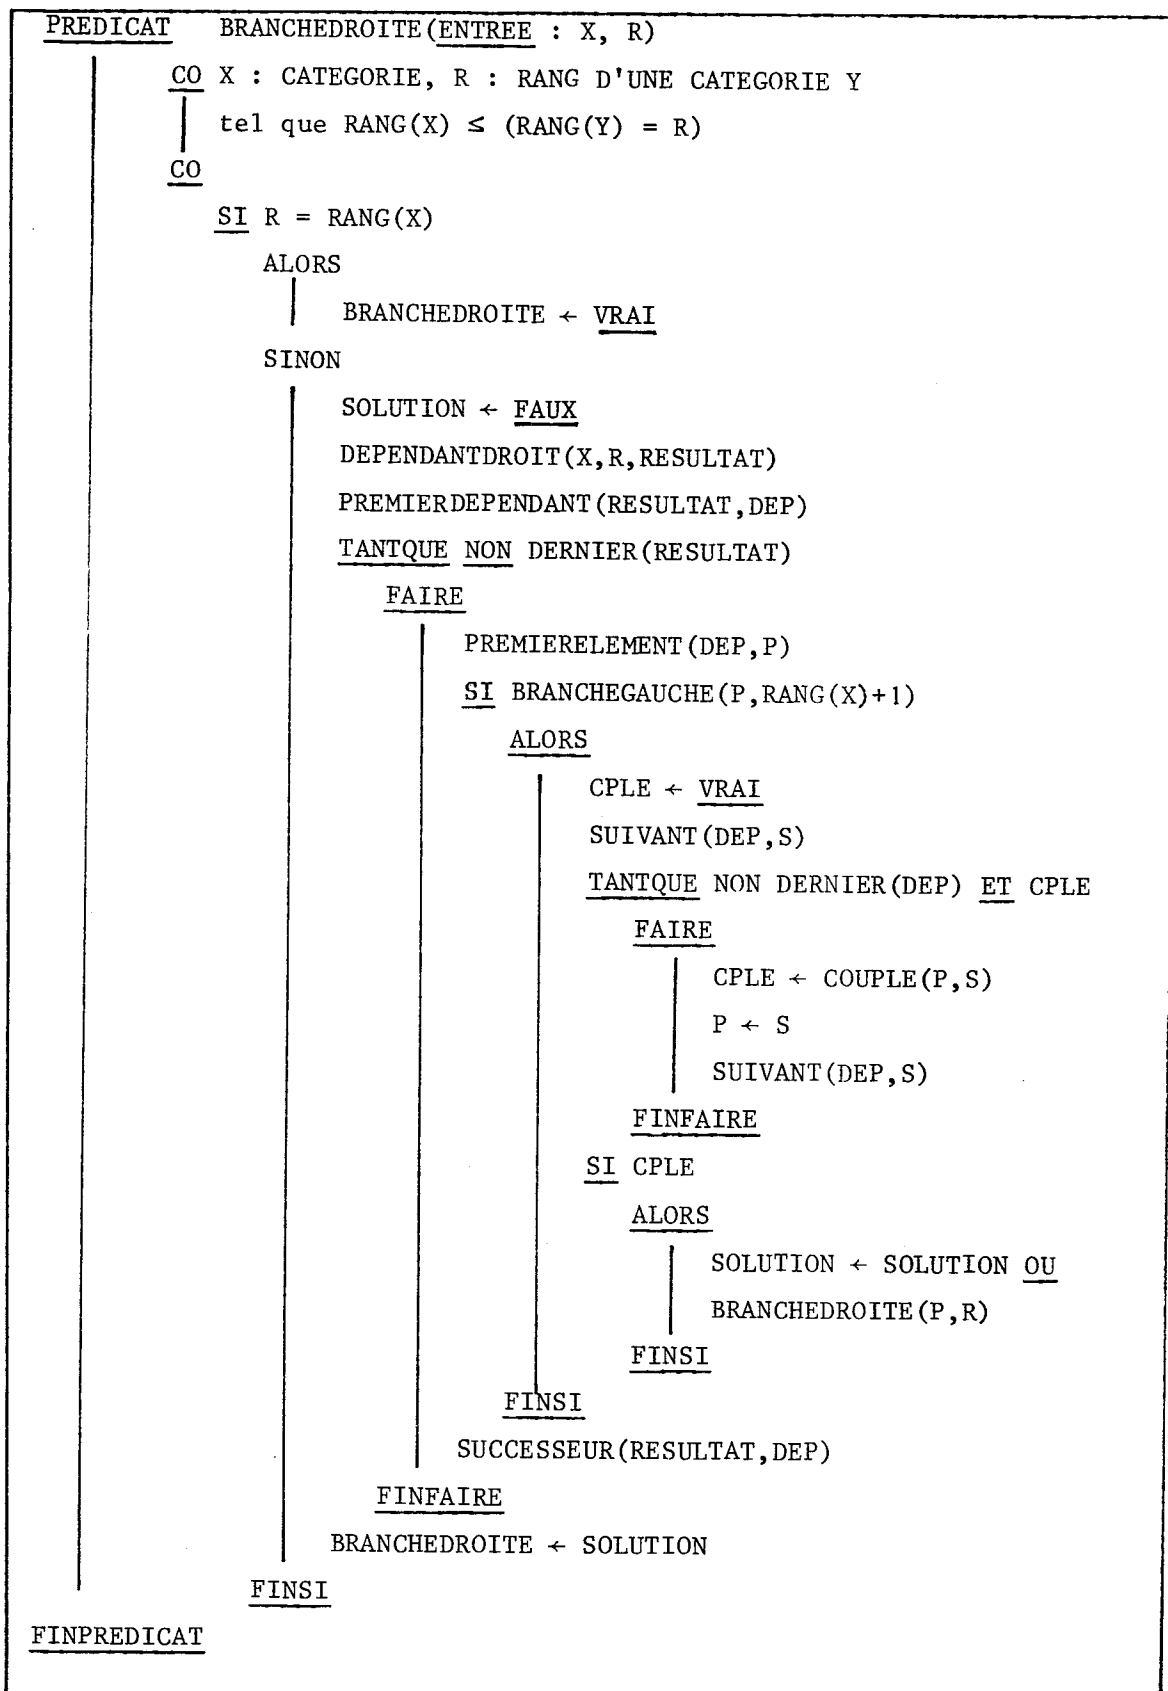 PREDICAT BRANCHEDROITE(ENTREE : X, R)
CO X : CATEGORIE, R : RANG D'UNE CATEGORIE Y
tel que RANG(X) ≤ (RANG(Y) = R)
CO
SI R = RANG(X)
ALORS
BRANCHEDROITE ← VRAI
SINON
SOLUTION ← FAUX
DEPENDANTDROIT(X,R,RESULTAT)
PREMIERDEPENDANT(RESULTAT,DEP)
TANTQUE NON DERNIER(RESULTAT)
FAIRE
PREMIERELEMENT(DEP,P)
SI BRANCHEGAUCHE(P,RANG(X)+1)
ALORS
CPLE ← VRAI
SUIVANT(DEP,S)
TANTQUE NON DERNIER(DEP) ET CPLE
FAIRE
CPLE ← COUPLE(P,S)
P ← S
SUIVANT(DEP,S)
FINFAIRE
SI CPLE
ALORS
SOLUTION ← SOLUTION OU
BRANCHEDROITE(P,R)
FINSI
FINSI
SUCCESSEUR(RESULTAT,DEP)
FINFAIRE
BRANCHEDROITE ← SOLUTION
FINSI
FINPREDICAT